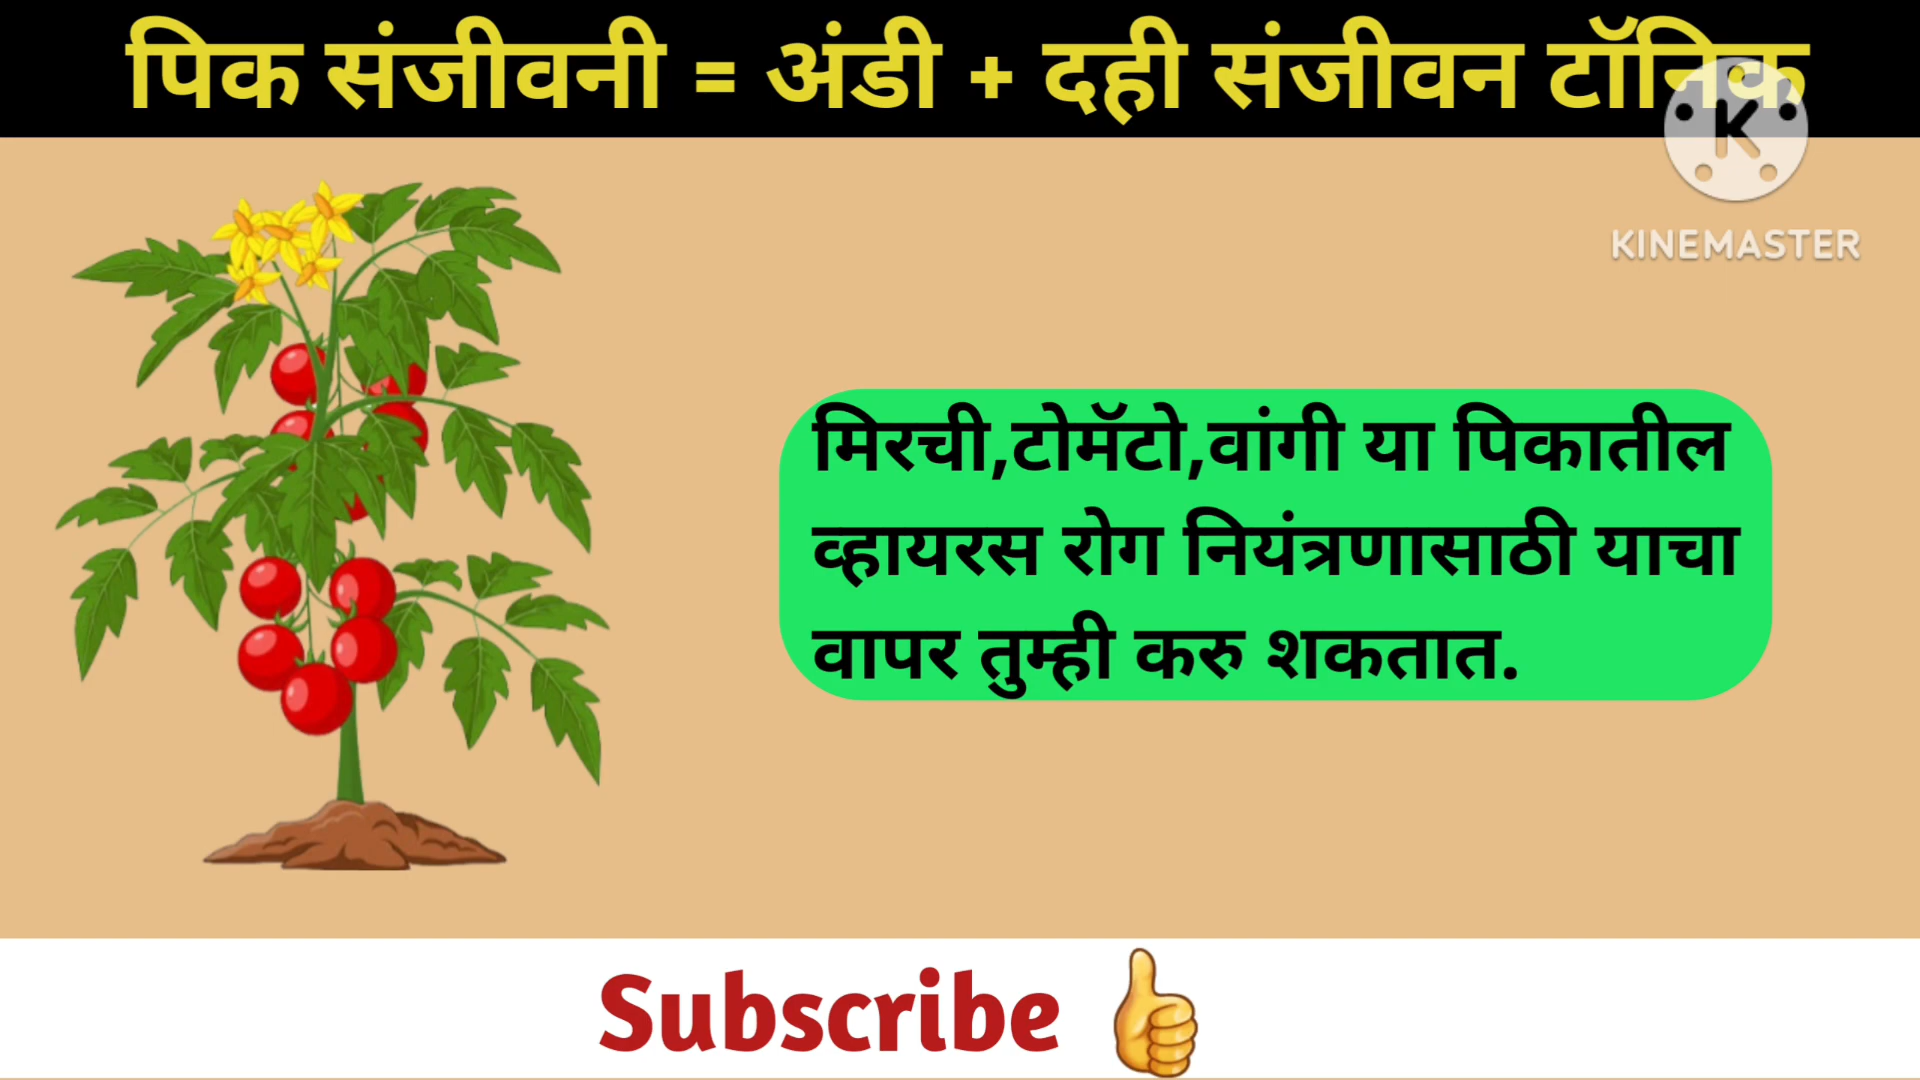 पिक संजीवनी = अंडी + दही संजीवन टॉनिक
KINEMASTER
मिरची,टोमॅटो,वांगी या पिकातील
व्हायरस रोग नियंत्रणासाठी याचा
वापर तुम्ही करु शकतात.
Subscribe